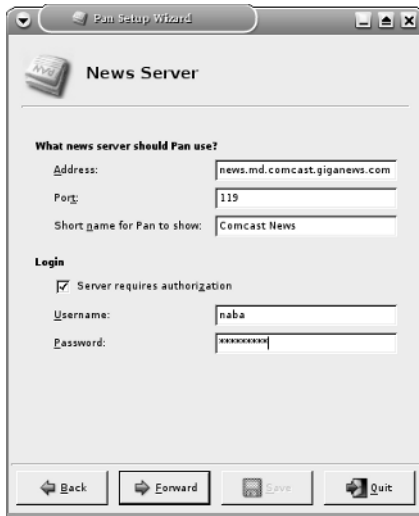 Pan Setup Wizard
News Server
What news server should Pan use?
Address: news.md.comcast.giganews.com
Port: 119
Short name for Pan to show: Comcast News
Login
Server requires authorization
Username: naba
Password: *********
Back Forward Save Quit